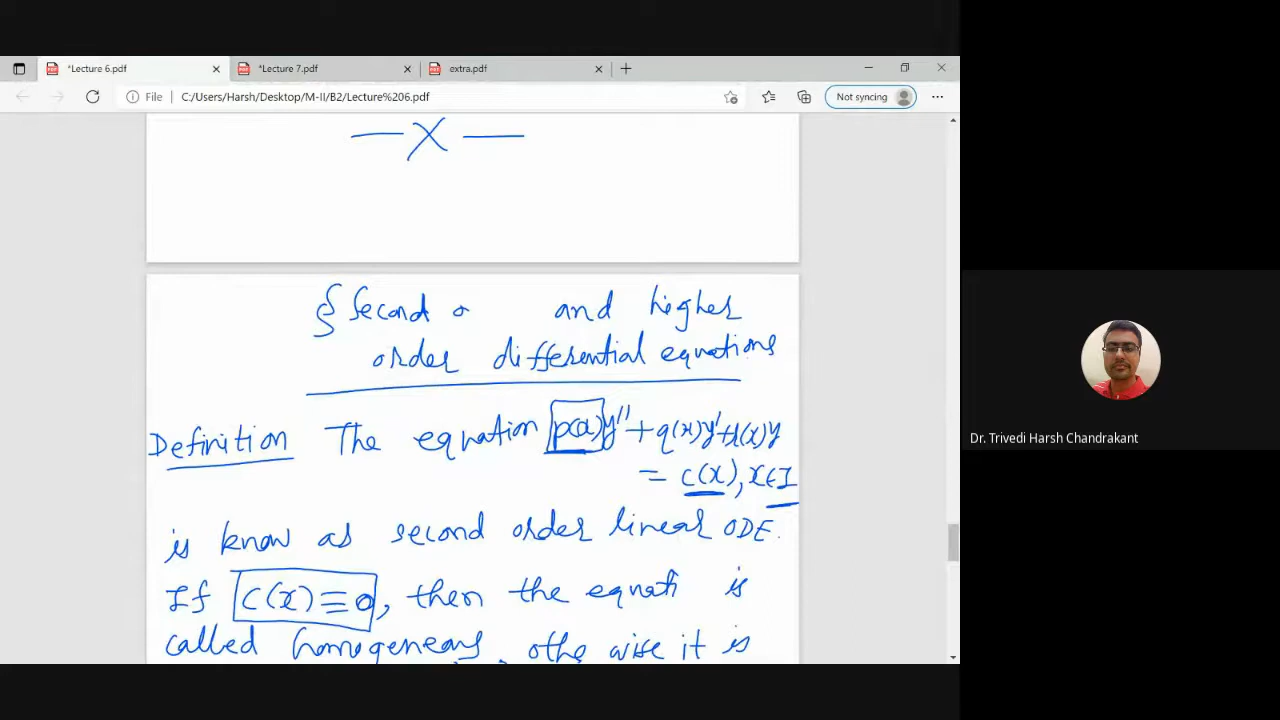 *Lecture 6.pdf
*Lecture 7.pdf
extra.pdf
File C:/Users/Harsh/Desktop/M-II/B2/Lecture%206.pdf
Not syncing
— X —
§ Second o and higher
order differential equations
Definition The equation p(x)y'' + q(x)y' + r(x)y
= c(x), x∈I
is know as second order linear ODE.
If c(x) ≡ 0, then the equati is
called homogeneous, othe wise it is
Dr. Trivedi Harsh Chandrakant